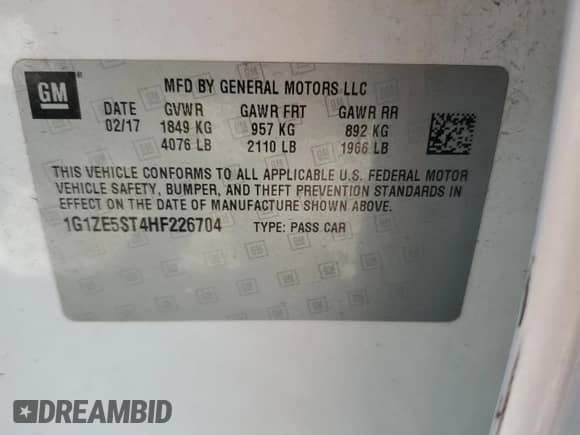 GM ® MFD BY GENERAL MOTORS LLC
DATE GVWR GAWR FRT GAWR RR
02/17 1849 KG 957 KG 892 KG
4076 LB 2110 LB 1966 LB
THIS VEHICLE CONFORMS TO ALL APPLICABLE U.S. FEDERAL MOTOR
VEHICLE SAFETY, BUMPER, AND THEFT PREVENTION STANDARDS IN
EFFECT ON THE DATE OF MANUFACTURE SHOWN ABOVE.
1G1ZE5ST4HF226704 TYPE: PASS CAR
DREAMBID